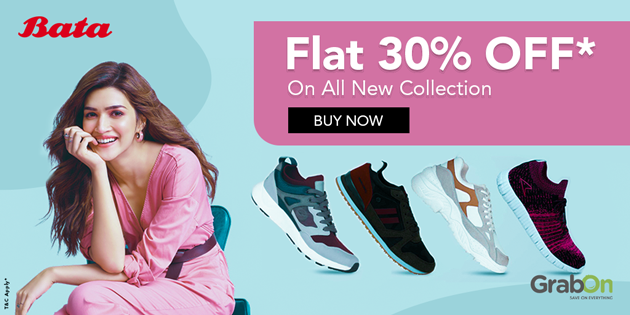 Bata
Flat 30% OFF*
On All New Collection
BUY NOW
GrabOn
SAVE ON EVERYTHING
T&C Apply*